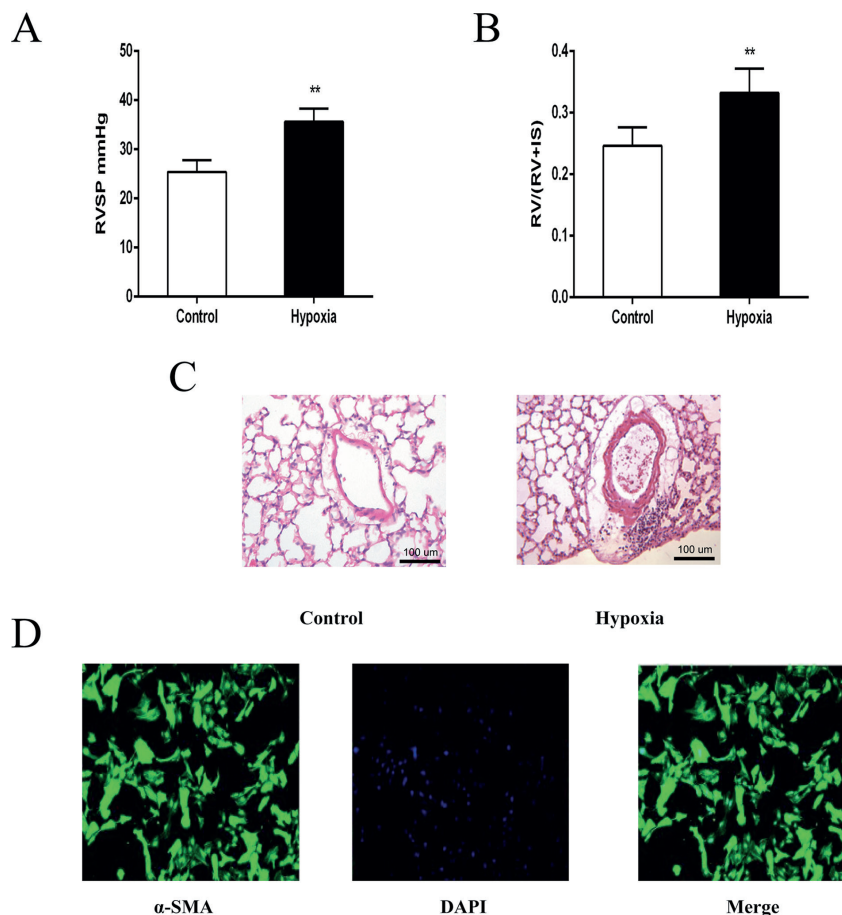 A
RVSP mmHg
50
40
30
20
10
0
**
Control Hypoxia
B
RV/(RV+IS)
0.4
0.3
0.2
0.1
0.0
**
Control Hypoxia
C
100 um
100 um
Control Hypoxia
D
α-SMA DAPI Merge